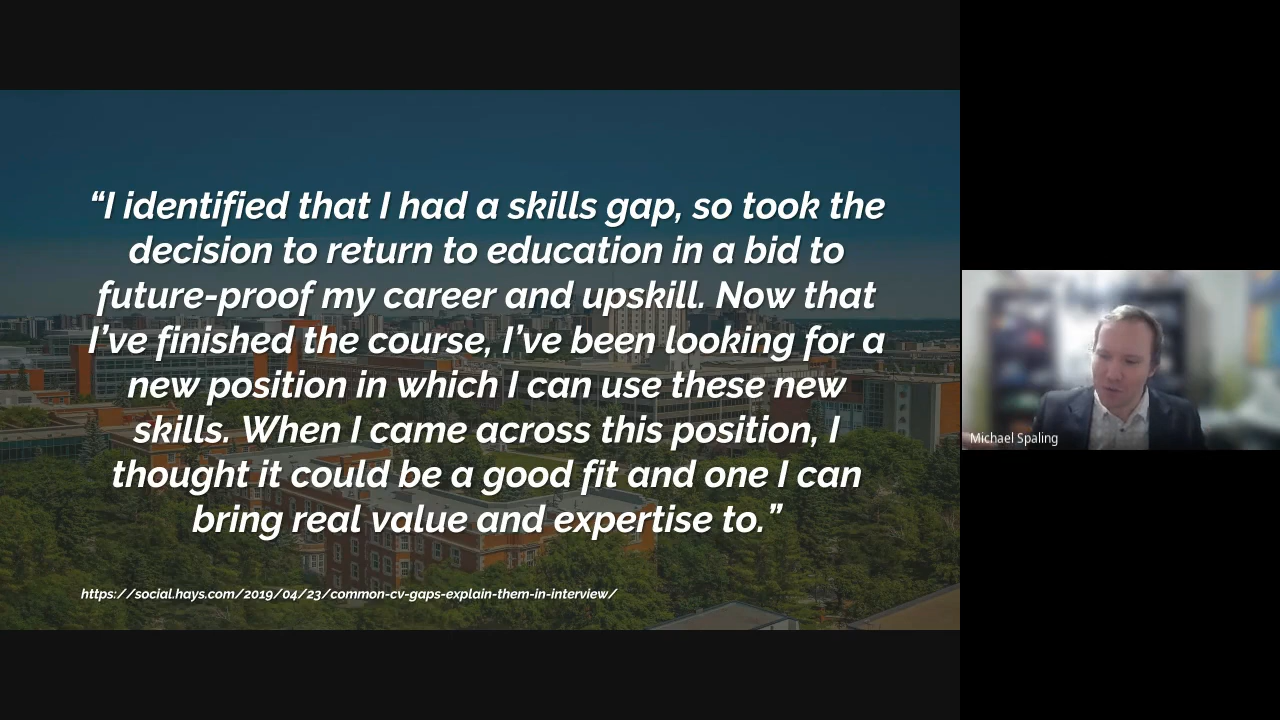 “I identified that I had a skills gap, so took the
decision to return to education in a bid to
future-proof my career and upskill. Now that
I’ve finished the course, I’ve been looking for a
new position in which I can use these new
skills. When I came across this position, I
thought it could be a good fit and one I can
bring real value and expertise to.”
https://social.hays.com/2019/04/23/common-cv-gaps-explain-them-in-interview/
Michael Spaling